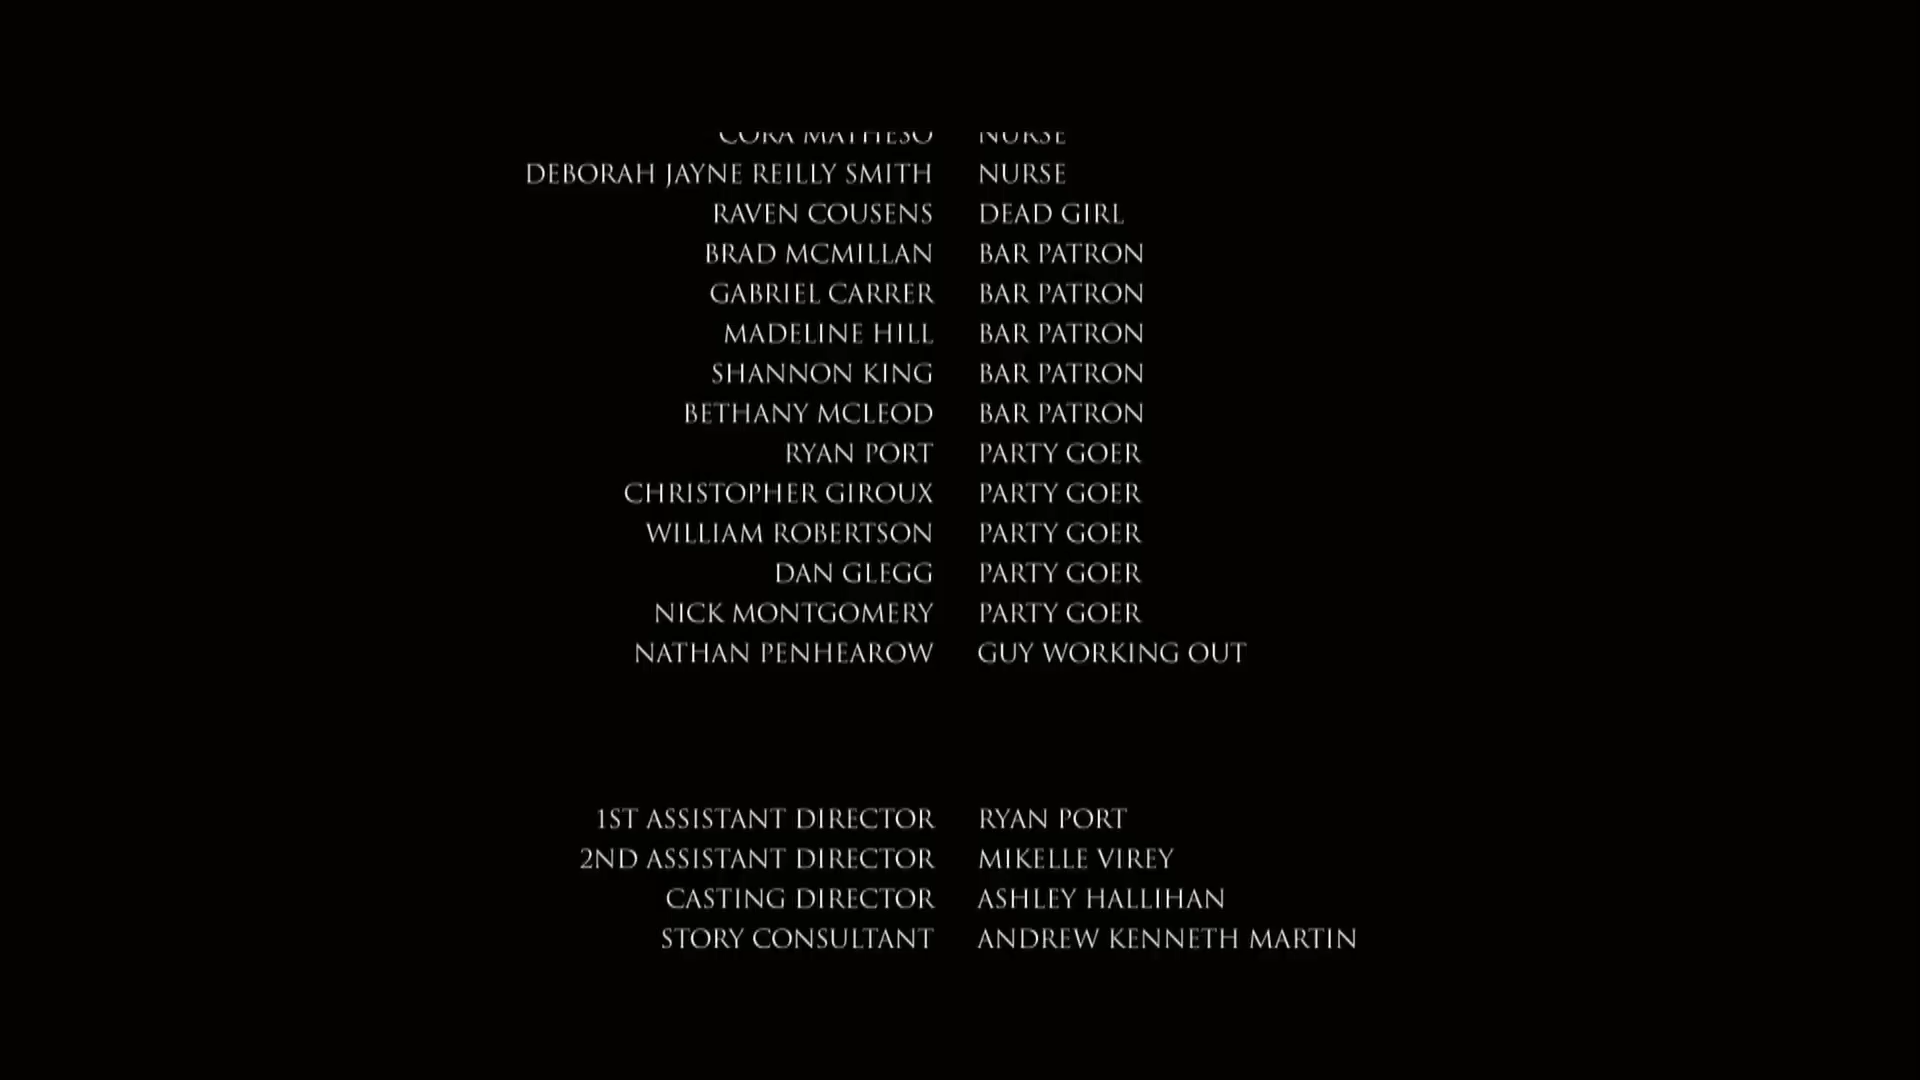 CORA MATHESO NURSE
DEBORAH JAYNE REILLY SMITH NURSE
RAVEN COUSENS DEAD GIRL
BRAD MCMILLAN BAR PATRON
GABRIEL CARRER BAR PATRON
MADELINE HILL BAR PATRON
SHANNON KING BAR PATRON
BETHANY MCLEOD BAR PATRON
RYAN PORT PARTY GOER
CHRISTOPHER GIROUX PARTY GOER
WILLIAM ROBERTSON PARTY GOER
DAN GLEGG PARTY GOER
NICK MONTGOMERY PARTY GOER
NATHAN PENHEAROW GUY WORKING OUT
1ST ASSISTANT DIRECTOR RYAN PORT
2ND ASSISTANT DIRECTOR MIKELLE VIREY
CASTING DIRECTOR ASHLEY HALLIHAN
STORY CONSULTANT ANDREW KENNETH MARTIN